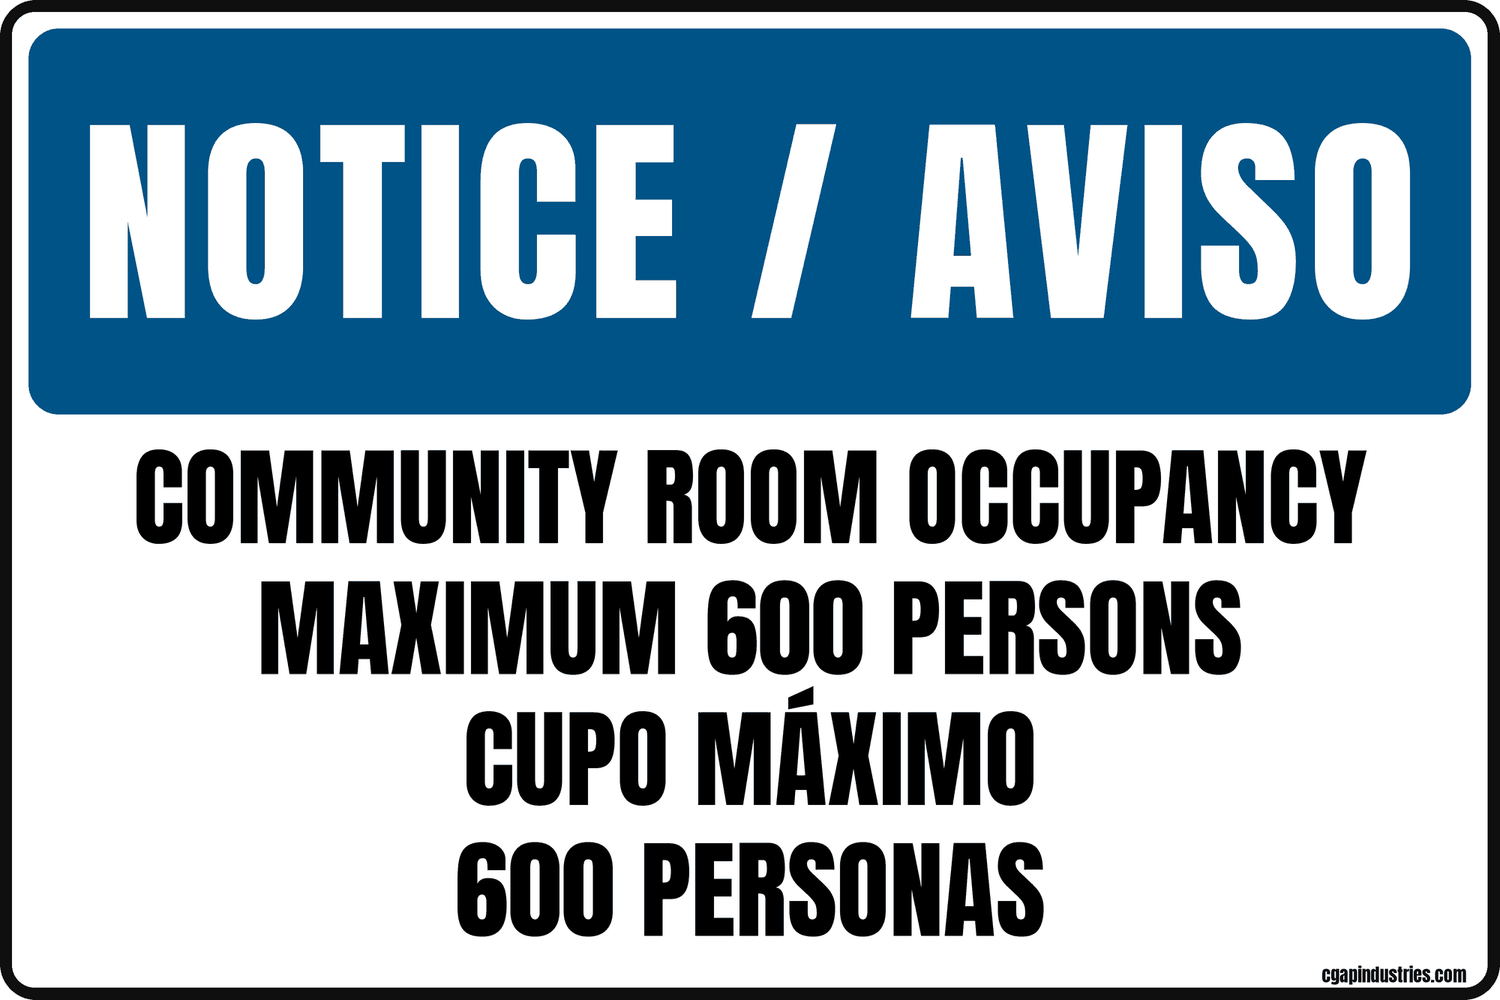 NOTICE / AVISO
COMMUNITY ROOM OCCUPANCY
MAXIMUM 600 PERSONS
CUPO MÁXIMO
600 PERSONAS
cgapindustries.com